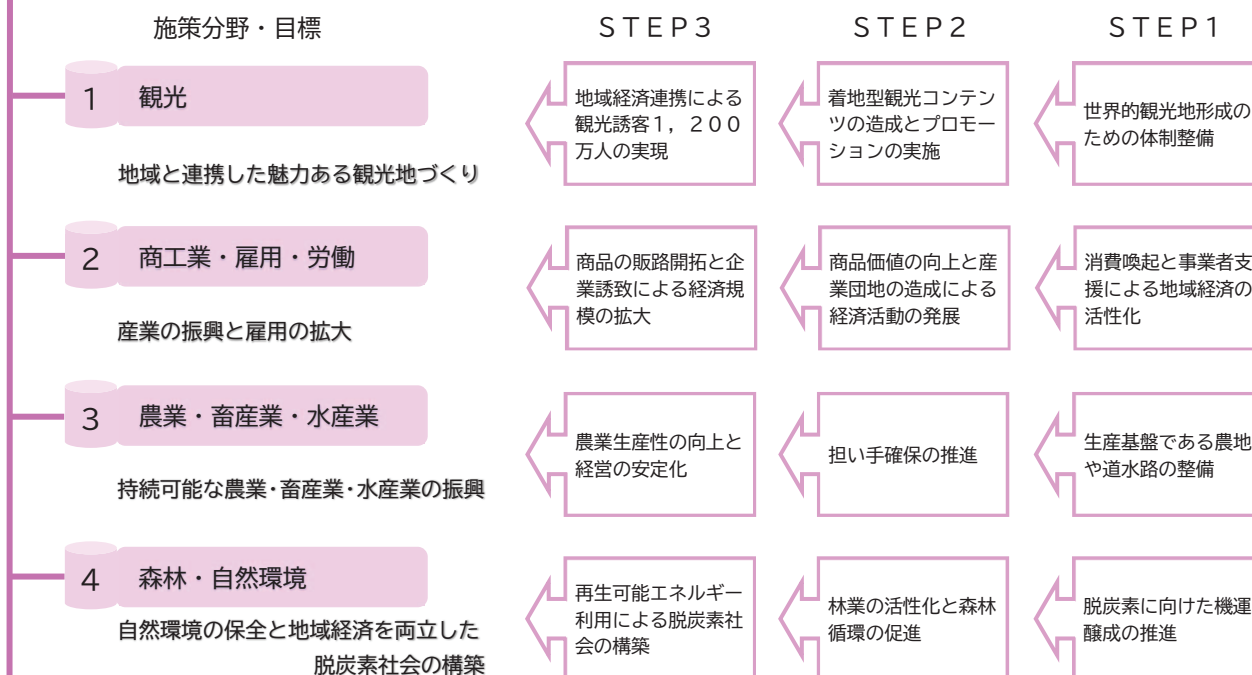 施策分野・目標
STEP3
STEP2
STEP1
1 観光
地域と連携した魅力ある観光地づくり
地域経済連携による
観光誘客1,200
万人の実現
着地型観光コンテン
ツの造成とプロモー
ションの実施
世界的観光地形成の
ための体制整備
2 商工業・雇用・労働
産業の振興と雇用の拡大
商品の販路開拓と企
業誘致による経済規
模の拡大
商品価値の向上と産
業団地の造成による
経済活動の発展
消費喚起と事業者支
援による地域経済の
活性化
3 農業・畜産業・水産業
持続可能な農業・畜産業・水産業の振興
農業生産性の向上と
経営の安定化
担い手確保の推進
生産基盤である農地
や道水路の整備
4 森林・自然環境
自然環境の保全と地域経済を両立した
脱炭素社会の構築
再生可能エネルギー
利用による脱炭素社
会の構築
林業の活性化と森林
循環の促進
脱炭素に向けた機運
醸成の推進